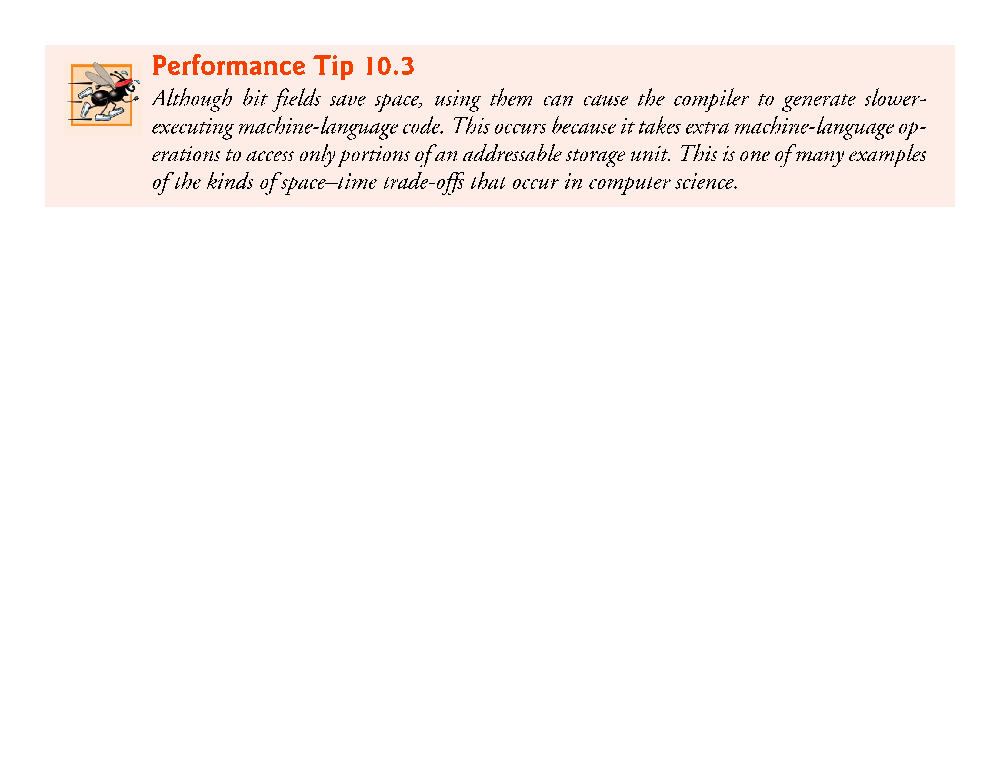 Performance Tip 10.3
Although bit fields save space, using them can cause the compiler to generate slower-
executing machine-language code. This occurs because it takes extra machine-language op-
erations to access only portions of an addressable storage unit. This is one of many examples
of the kinds of space–time trade-offs that occur in computer science.